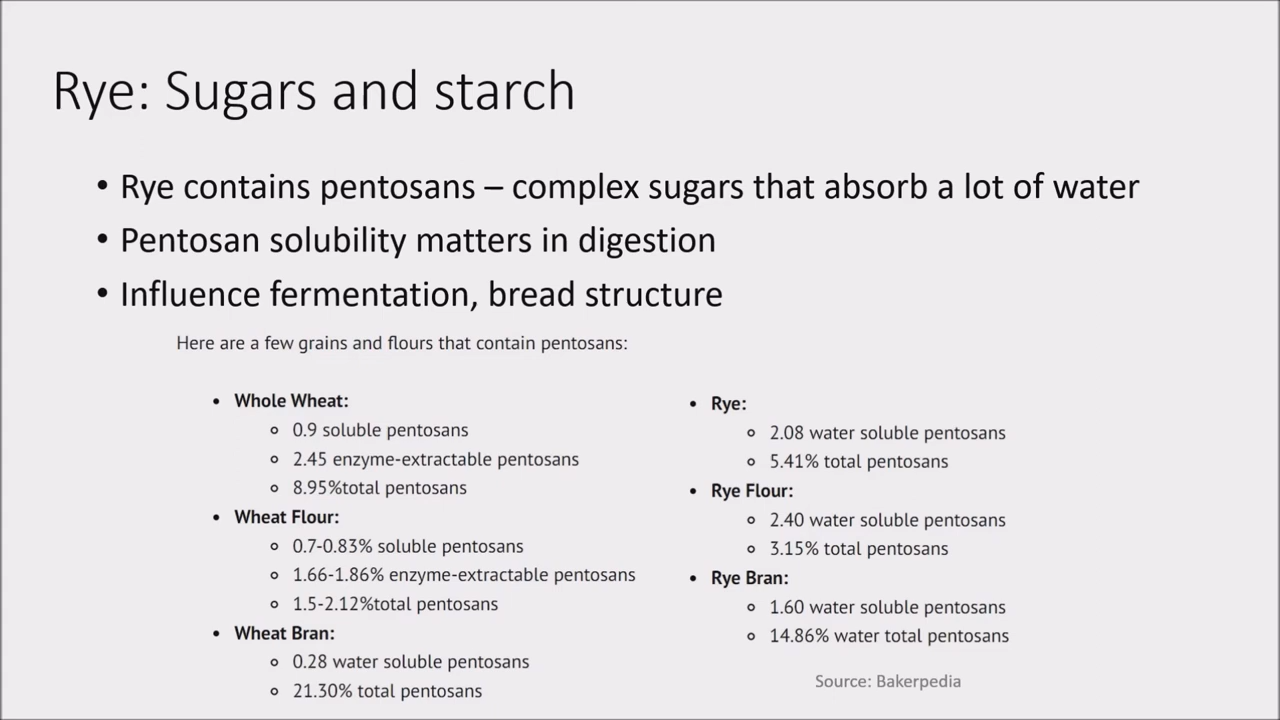 Rye: Sugars and starch
• Rye contains pentosans – complex sugars that absorb a lot of water
• Pentosan solubility matters in digestion
• Influence fermentation, bread structure
Here are a few grains and flours that contain pentosans:
• Whole Wheat:
o 0.9 soluble pentosans
o 2.45 enzyme-extractable pentosans
o 8.95%total pentosans
• Wheat Flour:
o 0.7-0.83% soluble pentosans
o 1.66-1.86% enzyme-extractable pentosans
o 1.5-2.12%total pentosans
• Wheat Bran:
o 0.28 water soluble pentosans
o 21.30% total pentosans
• Rye:
o 2.08 water soluble pentosans
o 5.41% total pentosans
• Rye Flour:
o 2.40 water soluble pentosans
o 3.15% total pentosans
• Rye Bran:
o 1.60 water soluble pentosans
o 14.86% water total pentosans
Source: Bakerpedia